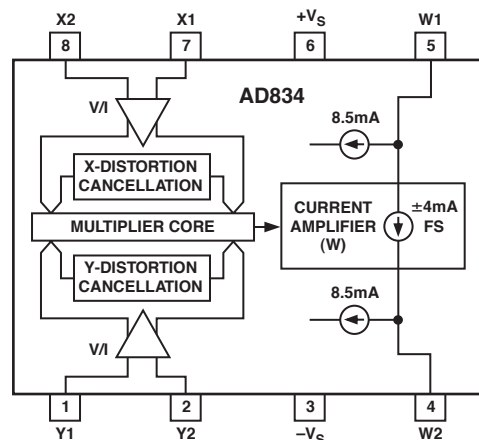 X2 X1 +VS W1
8 7 6 5
AD834
V/I
8.5mA
X-DISTORTION
CANCELLATION
MULTIPLIER CORE
CURRENT
AMPLIFIER
(W)
±4mA
FS
Y-DISTORTION
CANCELLATION
8.5mA
V/I
1 2 3 4
Y1 Y2 –VS W2